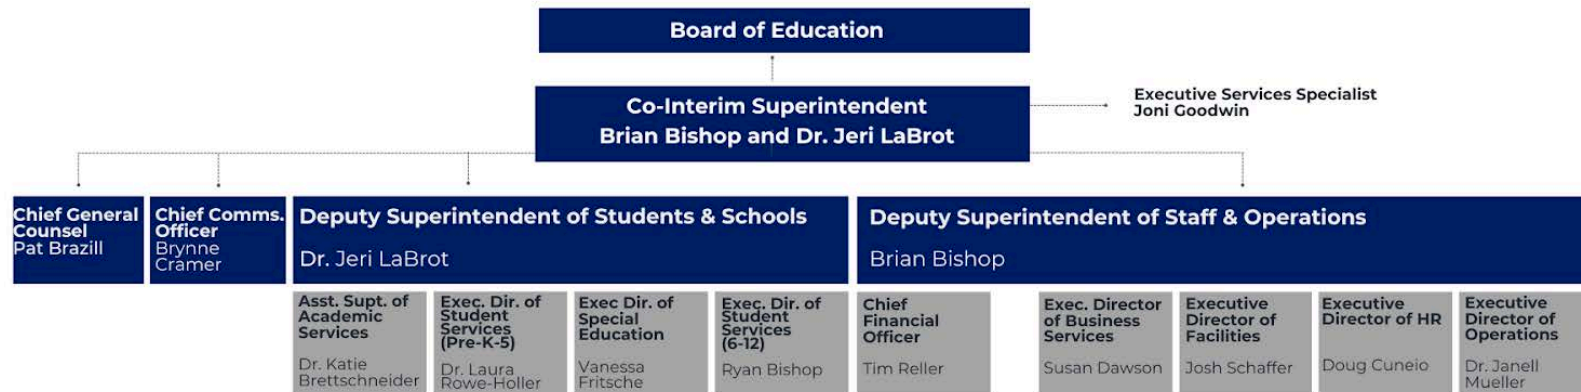 Board of Education
Co-Interim Superintendent
Brian Bishop and Dr. Jeri LaBrot
Executive Services Specialist
Joni Goodwin
Chief General
Counsel
Pat Brazill
Chief Comms.
Officer
Brynne
Cramer
Deputy Superintendent of Students & Schools
Dr. Jeri LaBrot
Deputy Superintendent of Staff & Operations
Brian Bishop
Asst. Supt. of
Academic
Services
Dr. Katie
Brettschneider
Exec. Dir. of
Student
Services
(Pre-K-5)
Dr. Laura
Rowe-Holler
Exec Dir. of
Special
Education
Vanessa
Fritsche
Exec. Dir. of
Student
Services
(6-12)
Ryan Bishop
Chief
Financial
Officer
Tim Reller
Exec. Director
of Business
Services
Susan Dawson
Executive
Director of
Facilities
Josh Schaffer
Executive
Director of HR
Doug Cuneio
Executive
Director of
Operations
Dr. Janell
Mueller